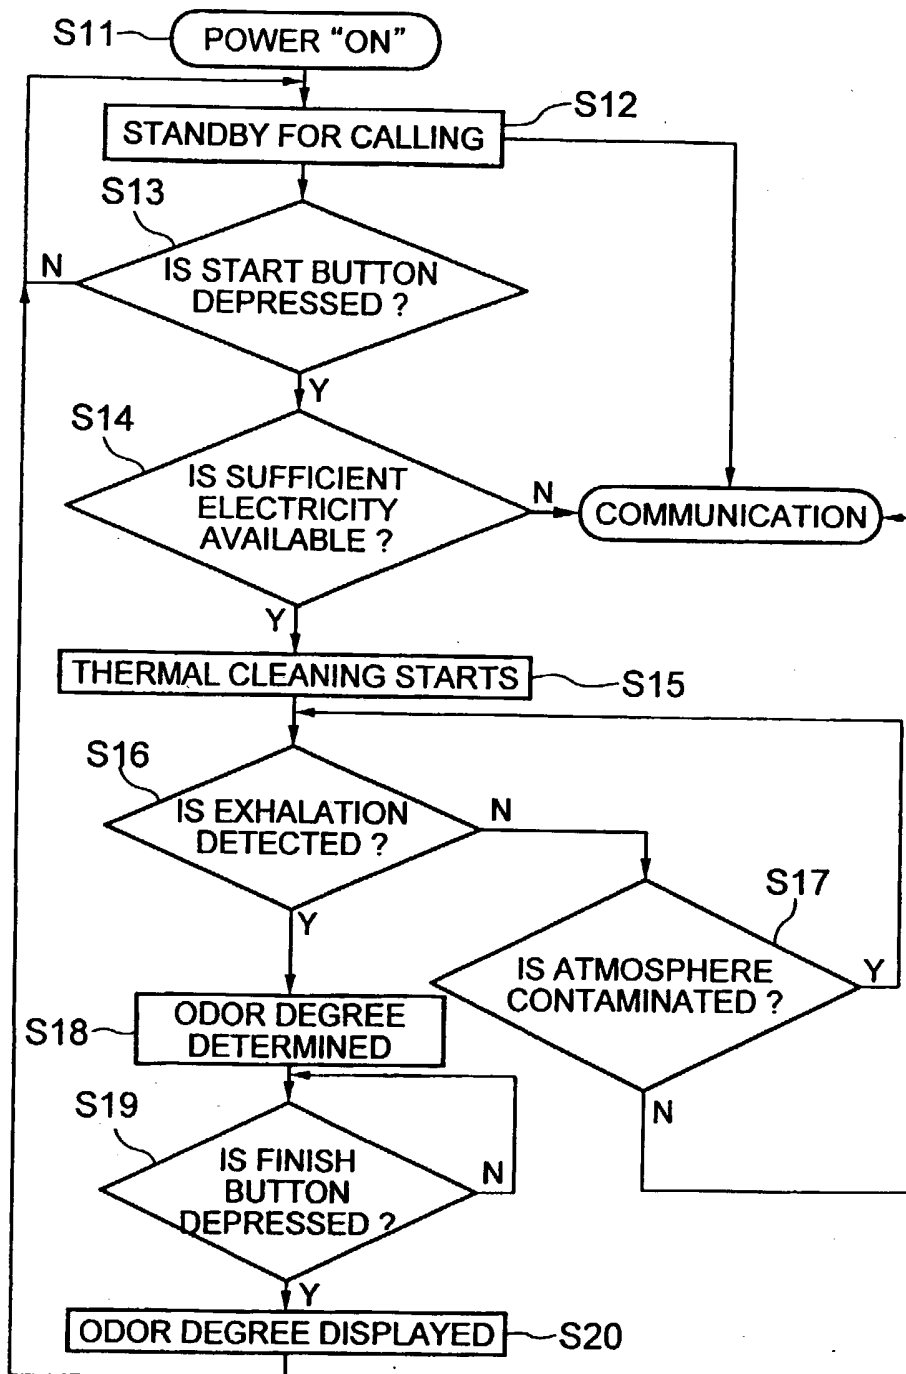 S11
POWER “ON”
S12
STANDBY FOR CALLING
S13
N
IS START BUTTON
DEPRESSED ?
Y
S14
IS SUFFICIENT
ELECTRICITY
AVAILABLE ?
N
COMMUNICATION
Y
THERMAL CLEANING STARTS
S15
S16
IS EXHALATION
DETECTED ?
N
S17
Y
IS ATMOSPHERE
CONTAMINATED ?
Y
S18
ODOR DEGREE
DETERMINED
N
S19
IS FINISH
BUTTON
DEPRESSED ?
N
Y
ODOR DEGREE DISPLAYED
S20